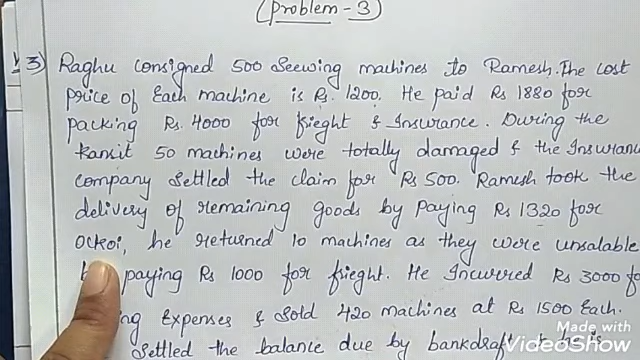 (Problem - 3)
3) Raghu consigned 500 Seewing machines to Ramesh. The cost
price of Each machine is Rs. 1200. He paid Rs 1880 for
packing Rs. 4000 for frieght & Insurance. During the
transit 50 machines were totally damaged & the Insuranc
company settled the claim for Rs 500. Ramesh took the
delivery of remaining goods by paying Rs 1320 for
Ockoi, he returned 10 machines as they were unsalable
paying Rs 1000 for frieght. He Incurred Rs 3000 fo
Expenses & Sold 420 machines at Rs 1500 Each.
Settled the balance due by bankdraft
Made with
VideoShow